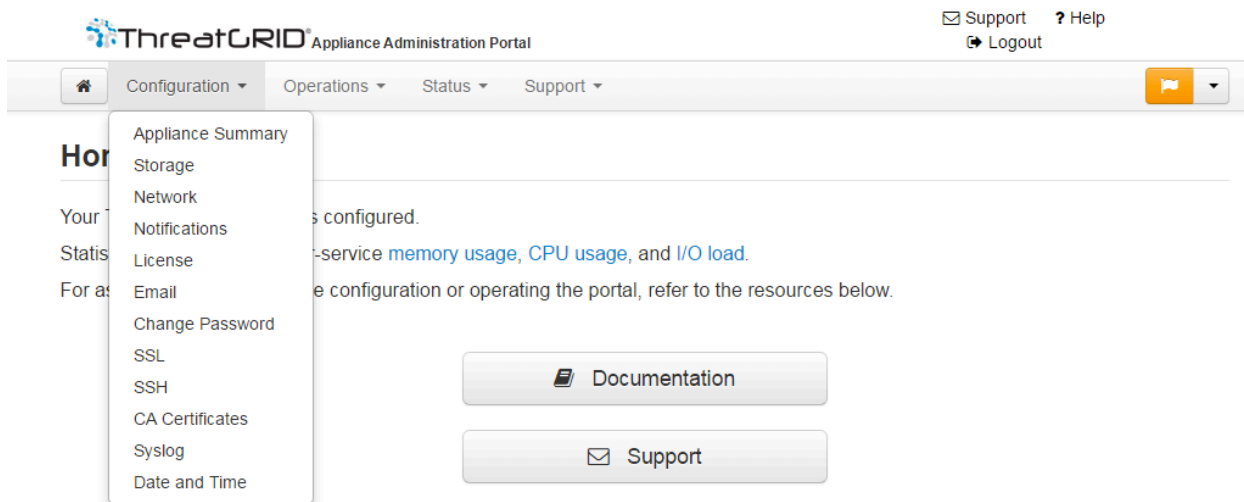 Support ? Help
ThreatGRID Appliance Administration Portal
Logout
Configuration Operations Status Support
Appliance Summary
Hor
Storage
Network
Your s configured.
Notifications
Statis -service memory usage, CPU usage, and I/O load.
License
For as e configuration or operating the portal, refer to the resources below.
Email
Change Password
SSL
Documentation
SSH
CA Certificates
Syslog
Support
Date and Time